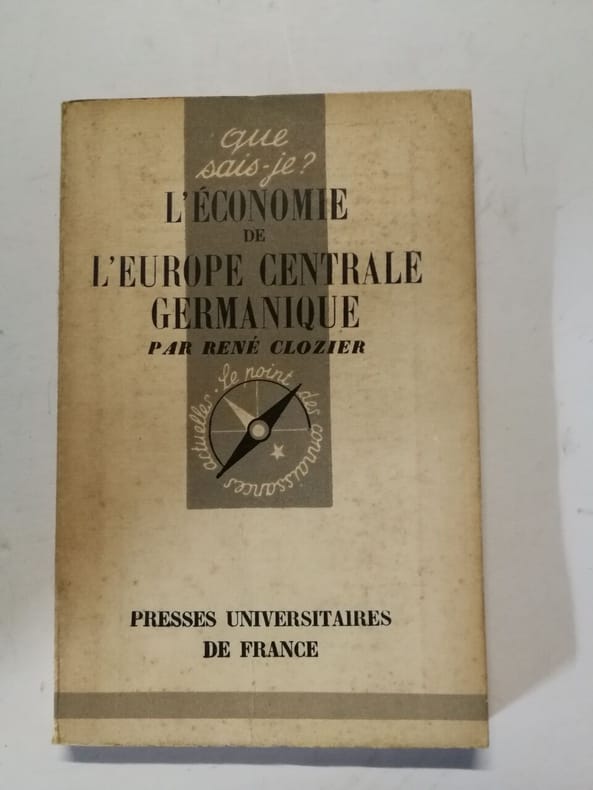 que
sais-je?
L'ÉCONOMIE
DE
L'EUROPE CENTRALE
GERMANIQUE
PAR RENÉ CLOZIER
Le point des connaissances actuelles.
PRESSES UNIVERSITAIRES
DE FRANCE